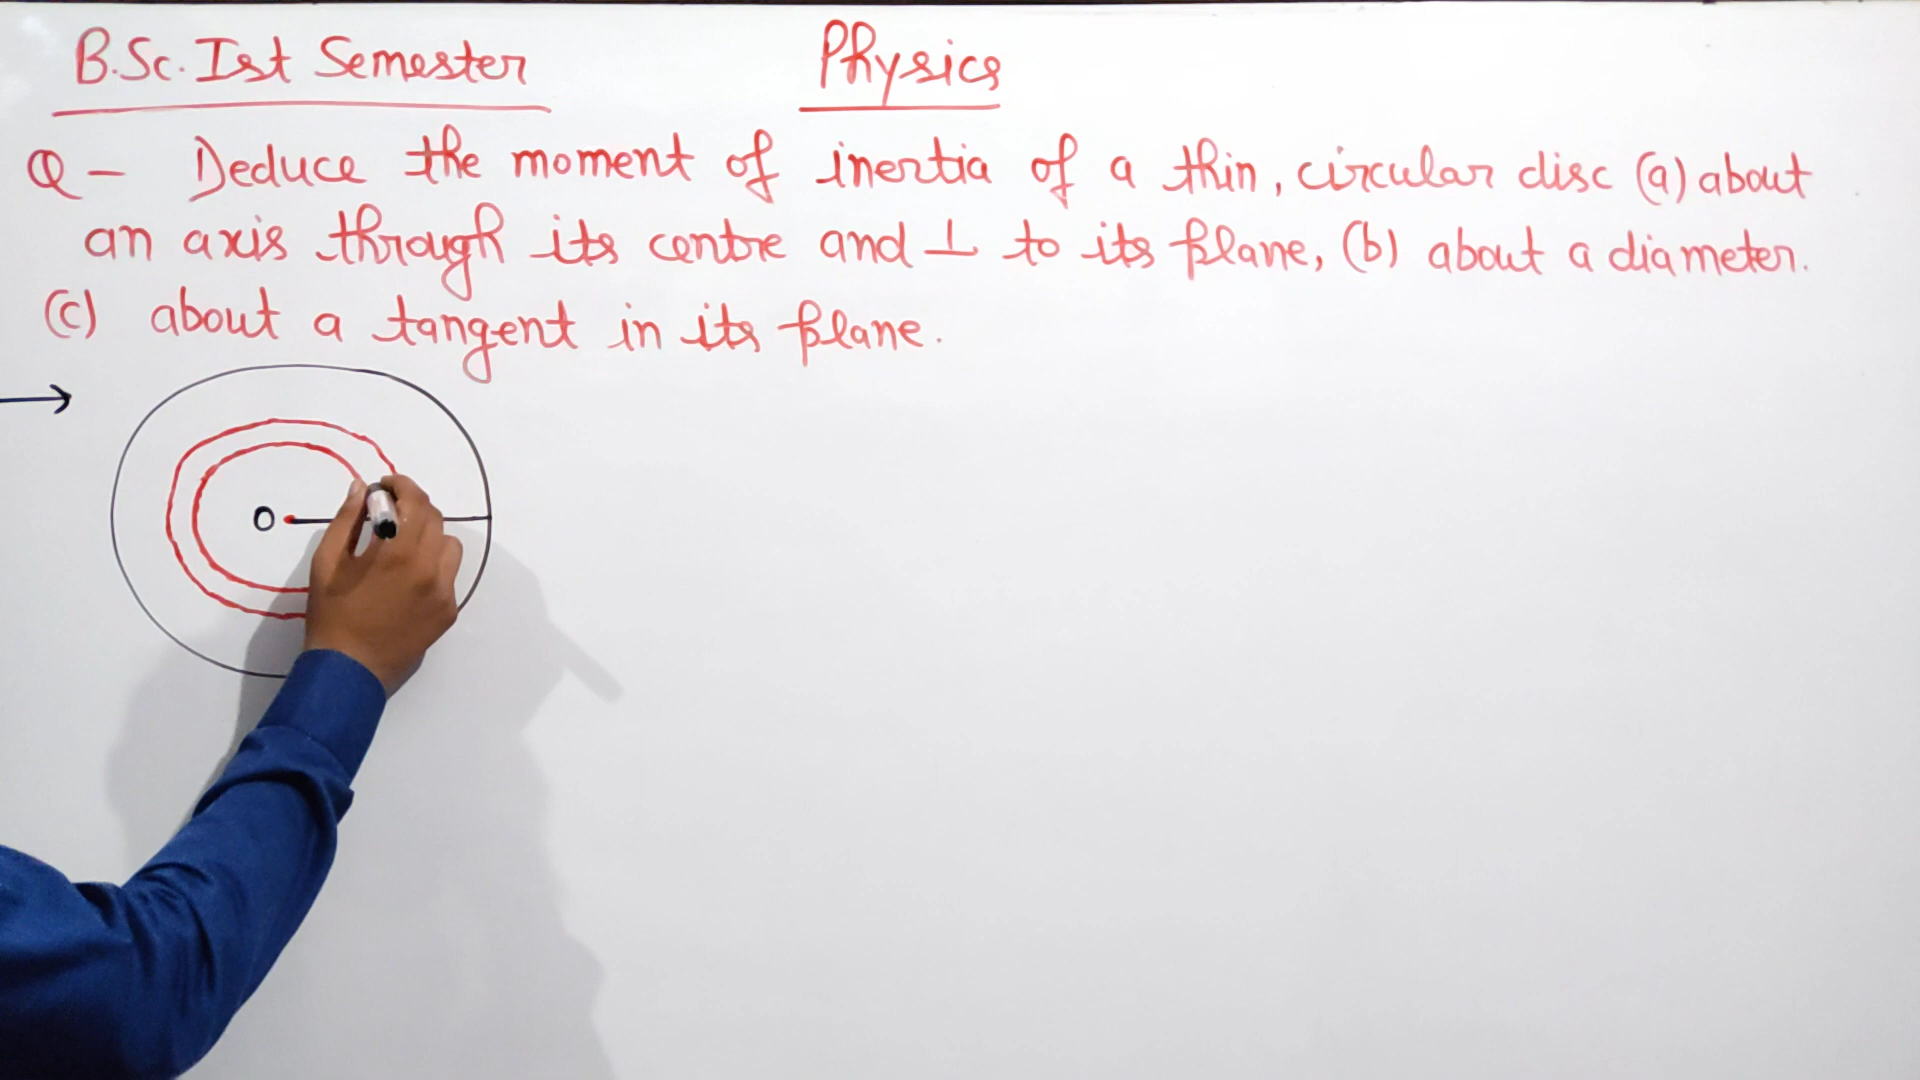 B.Sc. Ist Semester Physics
Q- Deduce the moment of inertia of a thin, circular disc (a) about
an axis through its centre and ⊥ to its plane, (b) about a diameter.
(c) about a tangent in its plane.
O